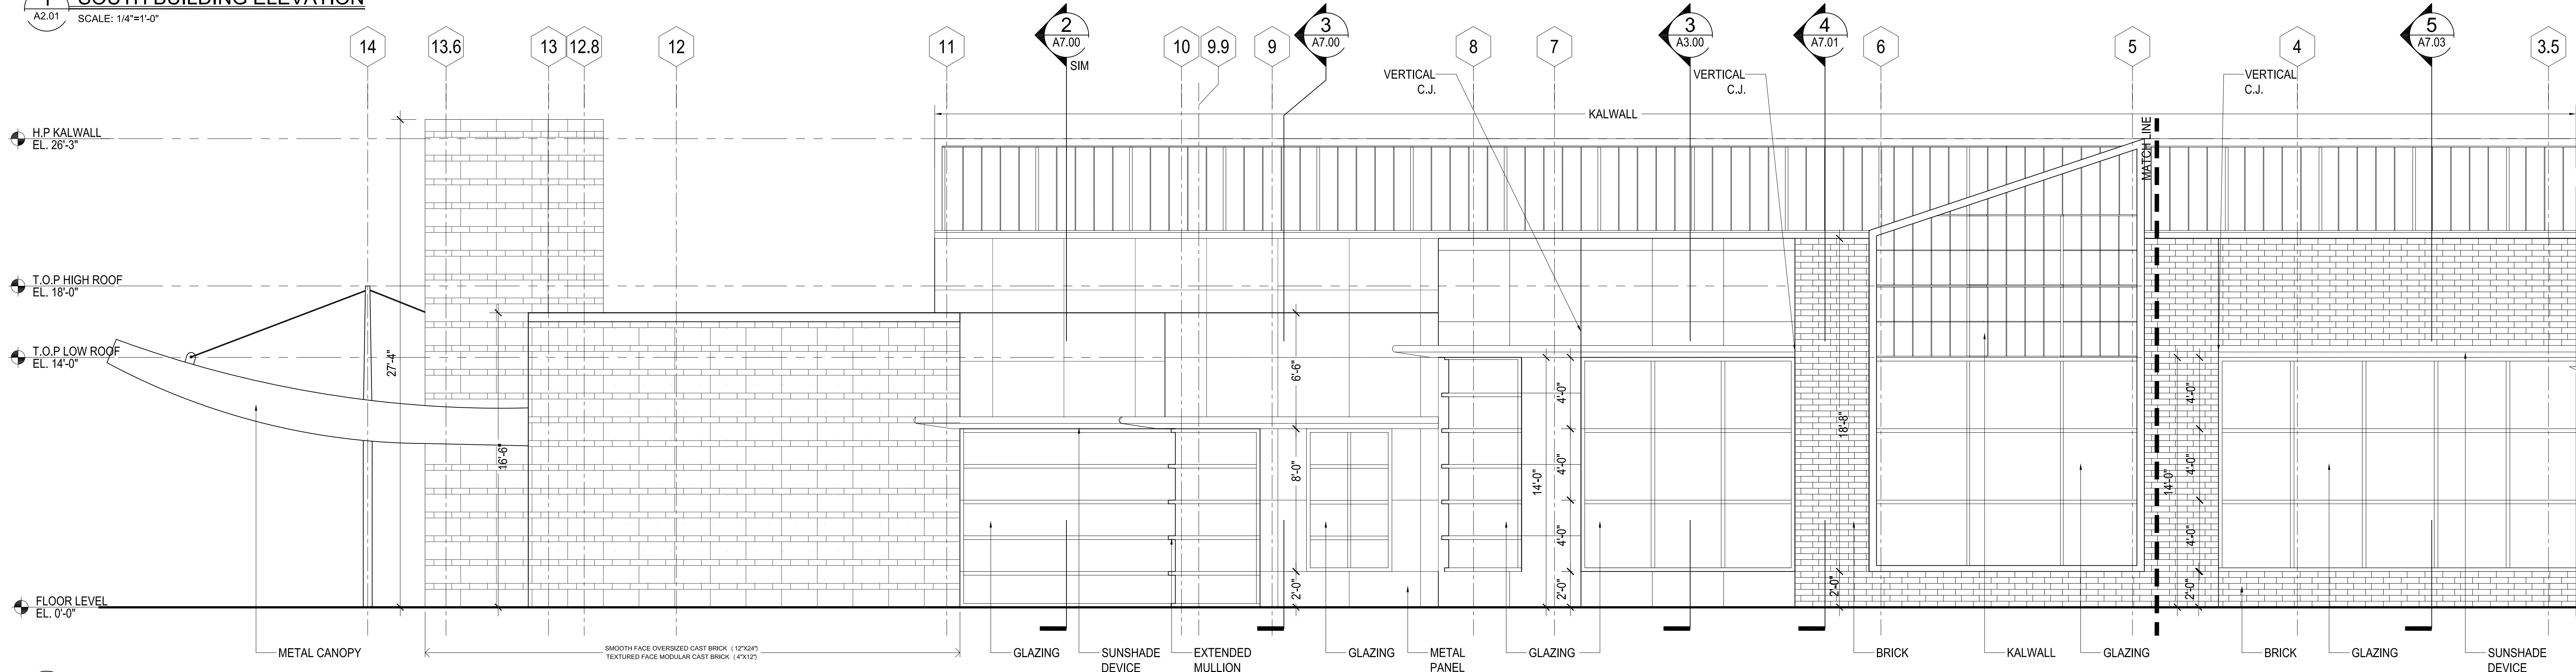 1
A2.01
SOUTH BUILDING ELEVATION
SCALE: 1/4"=1'-0"
14
13.6
13
12.8
12
11
2
A7.00
SIM
10
9.9
9
3
A7.00
8
7
3
A3.00
4
A7.01
6
5
5
A7.03
4
3.5
VERTICAL
C.J.
VERTICAL
C.J.
VERTICAL
C.J.
KALWALL
MATCH LINE
H.P KALWALL
EL. 26'-3"
T.O.P HIGH ROOF
EL. 18'-0"
T.O.P LOW ROOF
EL. 14'-0"
FLOOR LEVEL
EL. 0'-0"
27'-4"
16'-6"
6'-6"
8'-0"
2'-0"
14'-0"
4'-0"
4'-0"
4'-0"
2'-0"
18'-8"
2'-0"
14'-0"
4'-0"
4'-0"
4'-0"
2'-0"
METAL CANOPY
SMOOTH FACE OVERSIZED CAST BRICK ( 12"X24")
TEXTURED FACE MODULAR CAST BRICK ( 4"X12")
GLAZING
SUNSHADE
DEVICE
EXTENDED
MULLION
GLAZING
METAL
PANEL
GLAZING
BRICK
KALWALL
GLAZING
BRICK
GLAZING
SUNSHADE
DEVICE